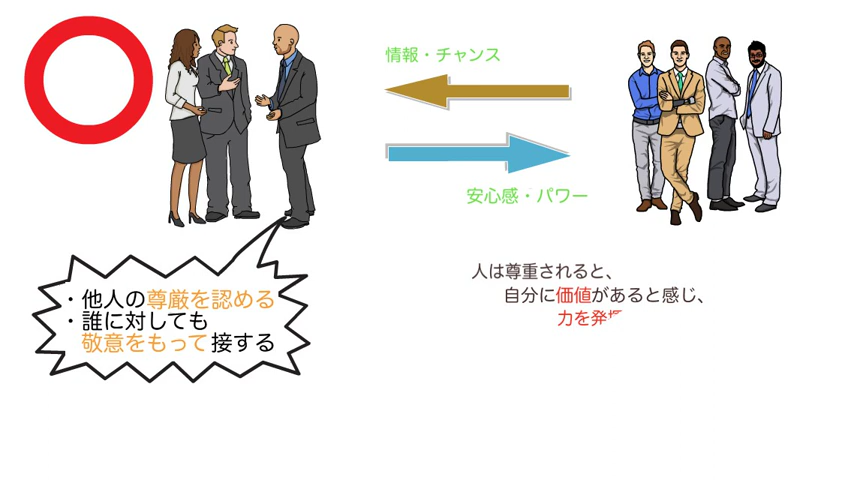 情報・チャンス
安心感・パワー
・他人の尊厳を認める
・誰に対しても
敬意をもって接する
人は尊重されると、
自分に価値があると感じ、
力を発